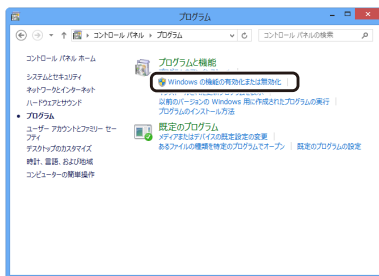 プログラム
コントロール パネル ▸ プログラム
コントロール パネルの検索
コントロール パネル ホーム
システムとセキュリティ
ネットワークとインターネット
ハードウェアとサウンド
プログラム
ユーザー アカウントとファミリー セー
フティ
デスクトップのカスタマイズ
時計、言語、および地域
コンピューターの簡単操作
プログラムと機能
Windows の機能の有効化または無効化
以前のバージョンの Windows 用に作成されたプログラムの実行
プログラムのインストール方法
既定のプログラム
メディアまたはデバイスの既定設定の変更
あるファイルの種類を特定のプログラムでオープン | 既定のプログラムの設定